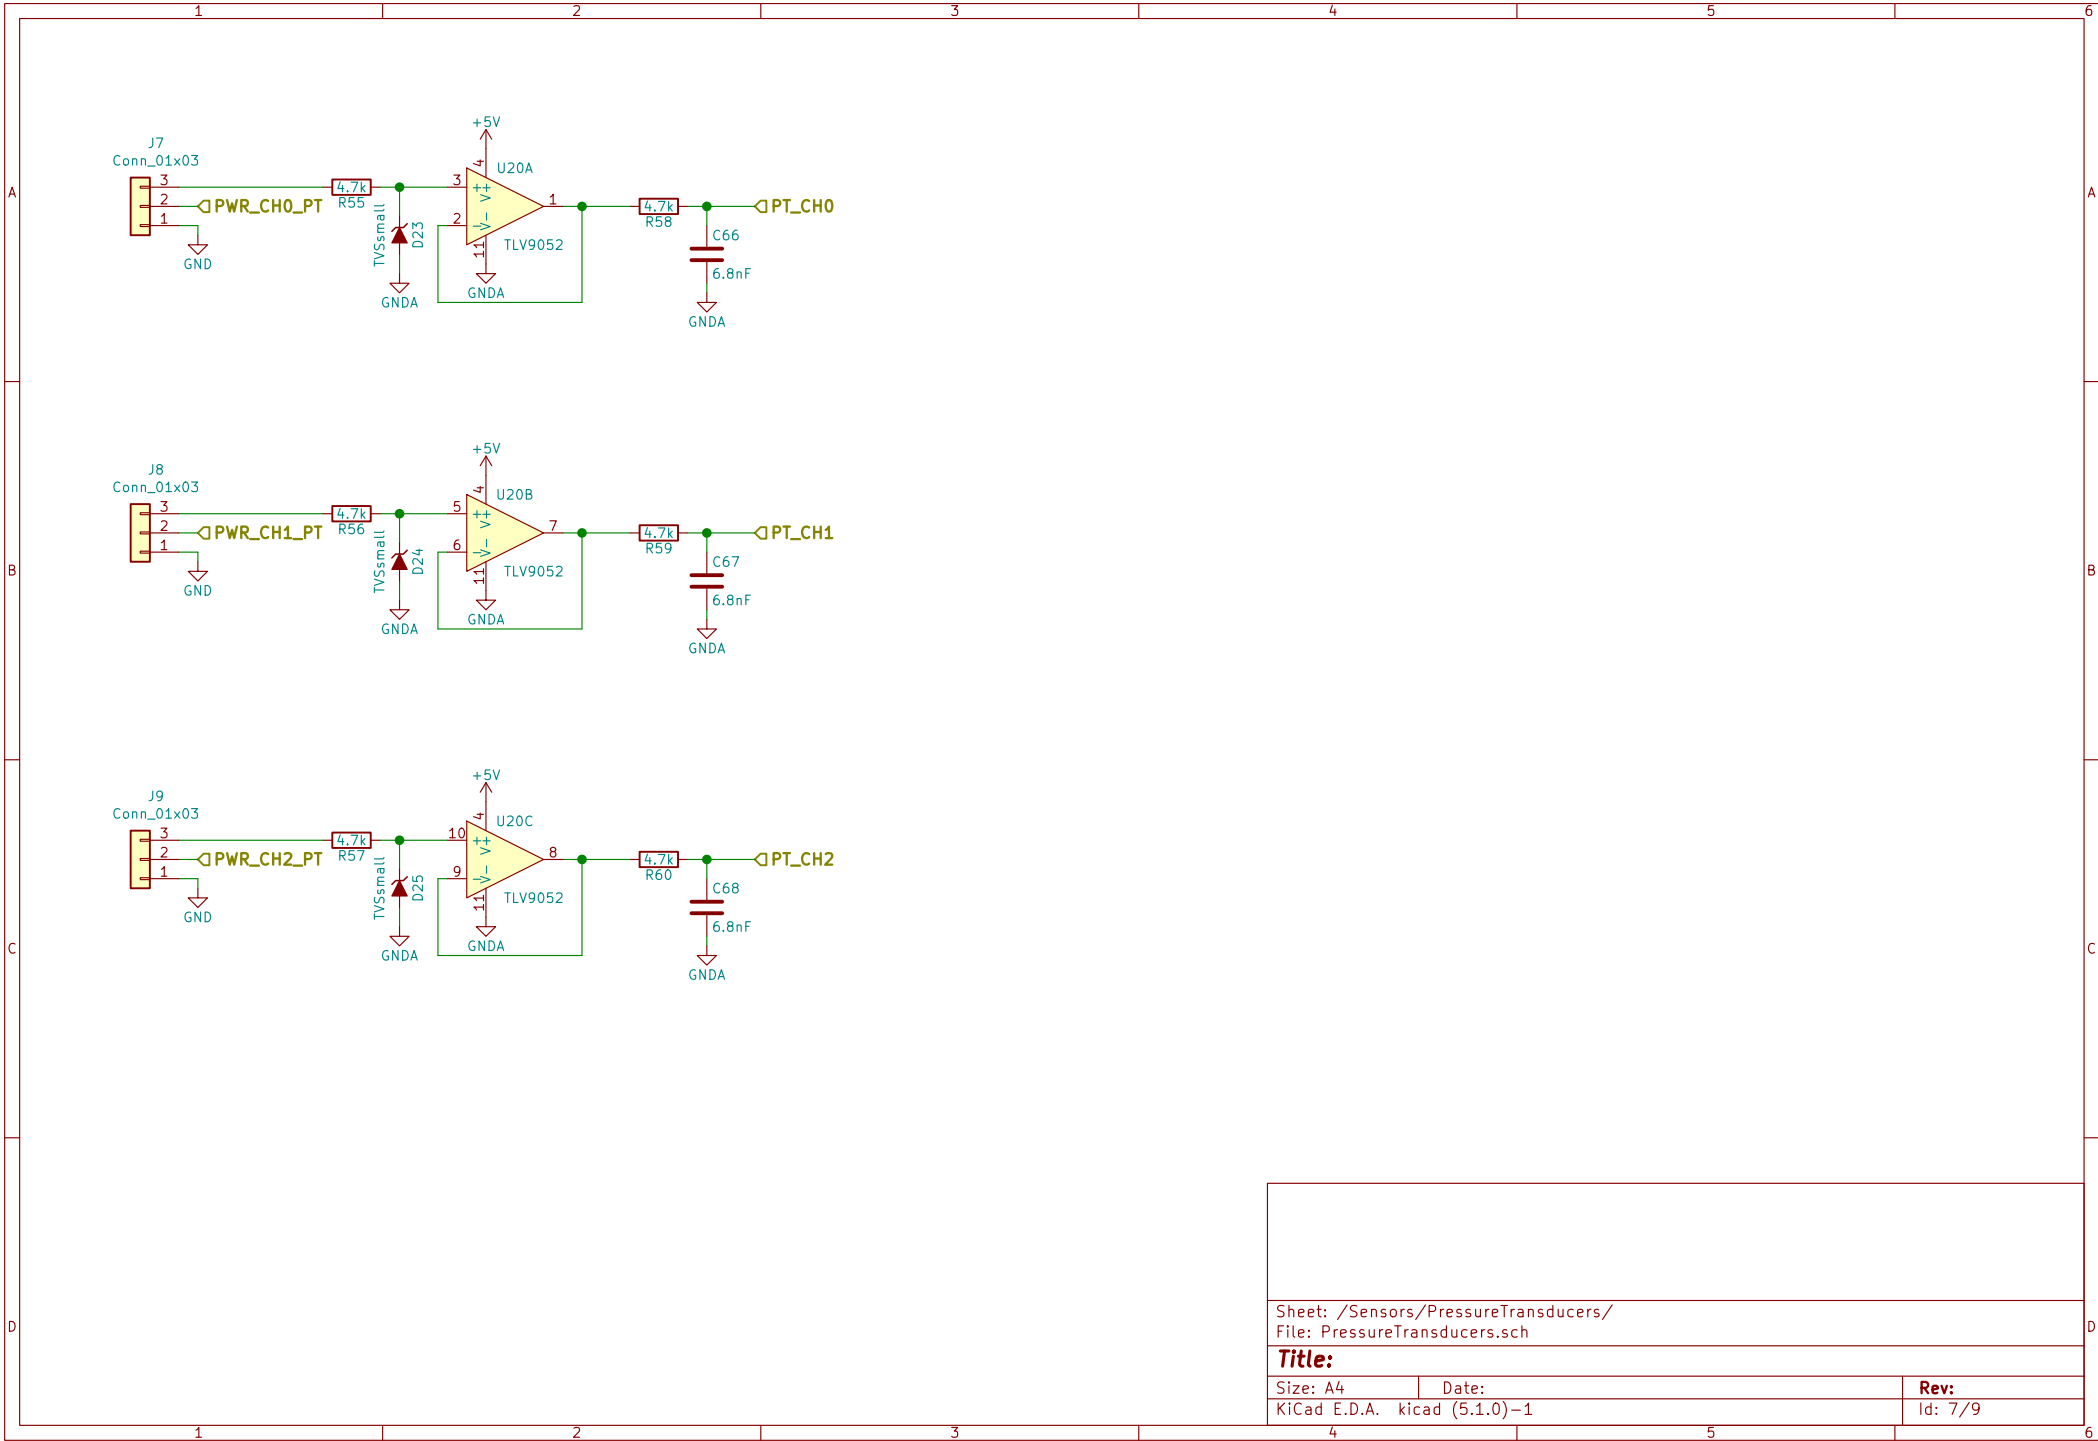 1 2 3 4 5 6
A A
B B
C C
D D
J7
Conn_01x03
3
2
1
PWR_CH0_PT
GND
4.7k
R55
TVSsmall
D23
GNDA
+5V
4
U20A
3
2
+
-
V+
V-
11
1
TLV9052
GNDA
4.7k
R58
C66
6.8nF
GNDA
PT_CH0
J8
Conn_01x03
3
2
1
PWR_CH1_PT
GND
4.7k
R56
TVSsmall
D24
GNDA
+5V
4
U20B
5
6
+
-
V+
V-
11
7
TLV9052
GNDA
4.7k
R59
C67
6.8nF
GNDA
PT_CH1
J9
Conn_01x03
3
2
1
PWR_CH2_PT
GND
4.7k
R57
TVSsmall
D25
GNDA
+5V
4
U20C
10
9
+
-
V+
V-
11
8
TLV9052
GNDA
4.7k
R60
C68
6.8nF
GNDA
PT_CH2
Sheet: /Sensors/PressureTransducers/
File: PressureTransducers.sch
Title:
Size: A4 Date: Rev:
KiCad E.D.A. kicad (5.1.0)-1 Id: 7/9
1 2 3 4 5 6